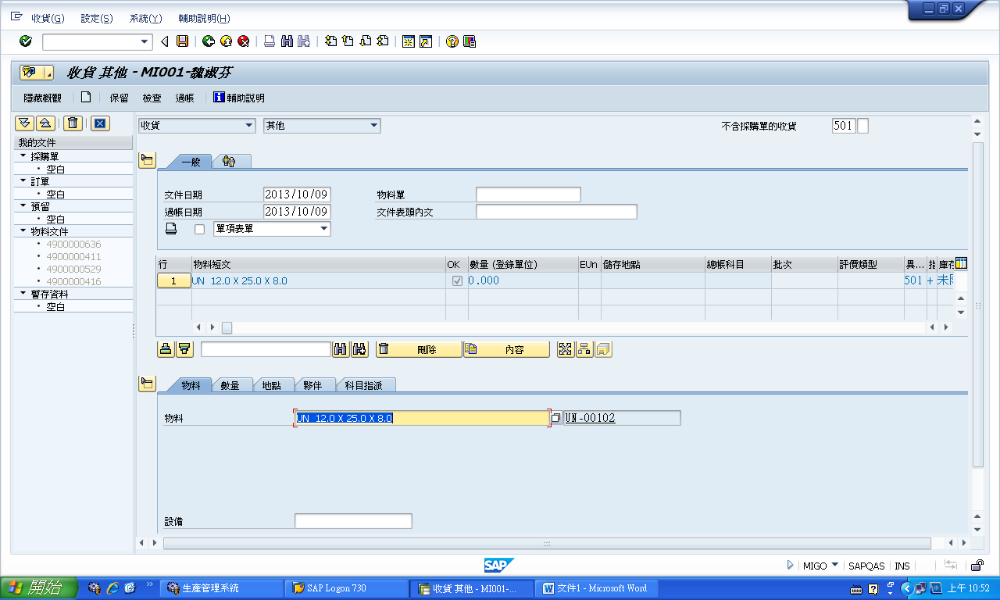 收貨(G) 設定(S) 系統(Y) 輔助說明(H)
收貨 其他 - MI001-魏淑芬
隱藏概觀 保留 檢查 過帳 輔助說明
我的文件
採購單
空白
訂單
空白
預留
空白
物料文件
4900000636
4900000411
4900000529
4900000416
暫存資料
空白
收貨 其他 不含採購單的收貨 501
一般
文件日期 2013/10/09 物料單
過帳日期 2013/10/09 文件表頭內文
單項表單
行 物料短文 OK 數量 (登錄單位) EUn 儲存地點 總帳科目 批次 評價類型 異...
1 UN 12.0 X 25.0 X 8.0 0.000 501 +
刪除 內容
物料 數量 地點 夥伴 科目指派
物料 UN 12.0 X 25.0 X 8.0 UN-00102
設備
SAP
MIGO SAPQAS INS
開始 生產管理系統 SAP Logon 730 收貨 其他 - MI001-... 文件1 - Microsoft Word 上午 10:52